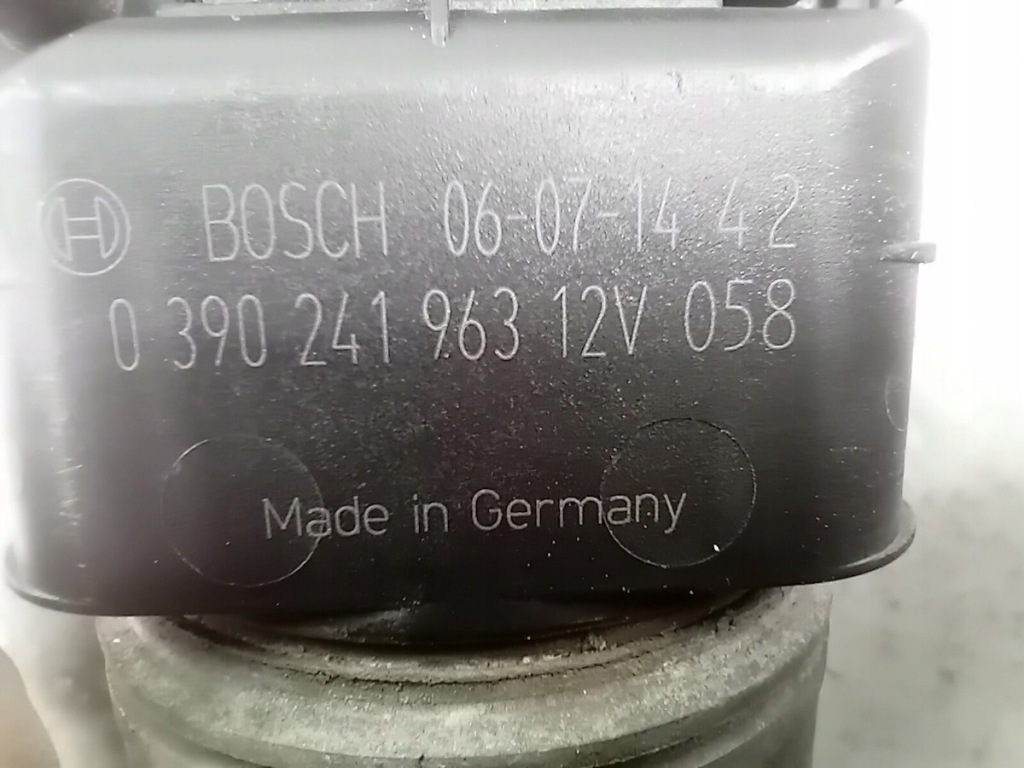 BOSCH 06-07-14 42
0 390 241 963 12V 058
Made in Germany